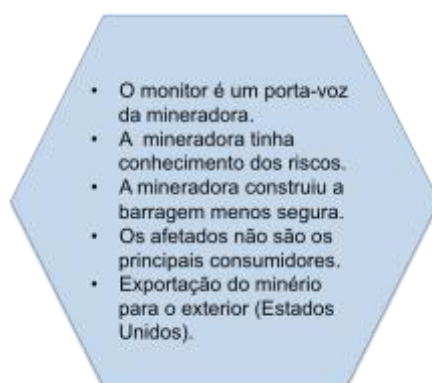 • O monitor é um porta-voz
da mineradora.
• A mineradora tinha
conhecimento dos riscos.
• A mineradora construiu a
barragem menos segura.
• Os afetados não são os
principais consumidores.
• Exportação do minério
para o exterior (Estados
Unidos).